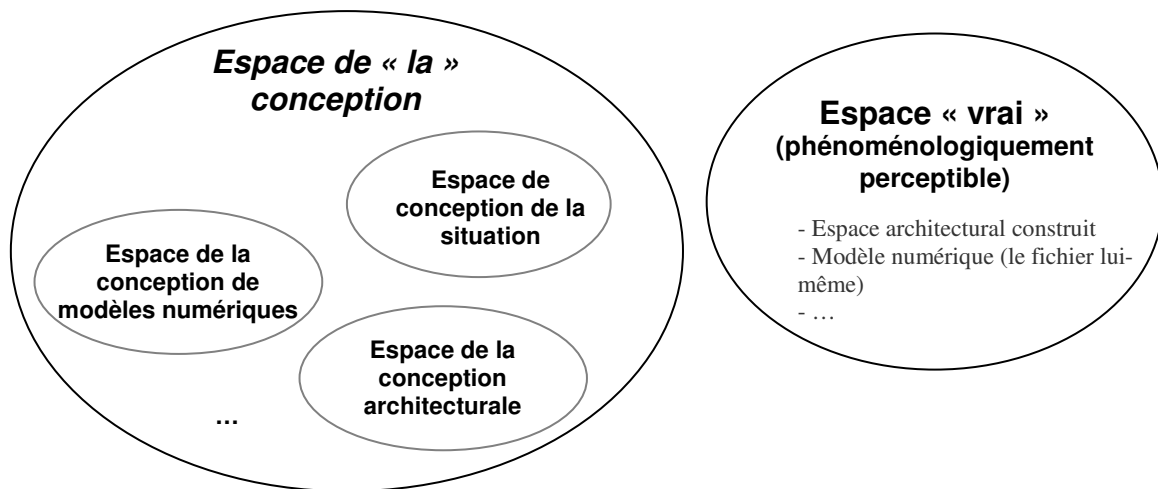 Espace de « la »
conception
Espace de
conception de la
situation
Espace de la
conception de
modèles numériques
Espace de la
conception
architecturale
...
Espace « vrai »
(phénoménologiquement
perceptible)
- Espace architectural construit
- Modèle numérique (le fichier lui-
même)
- …